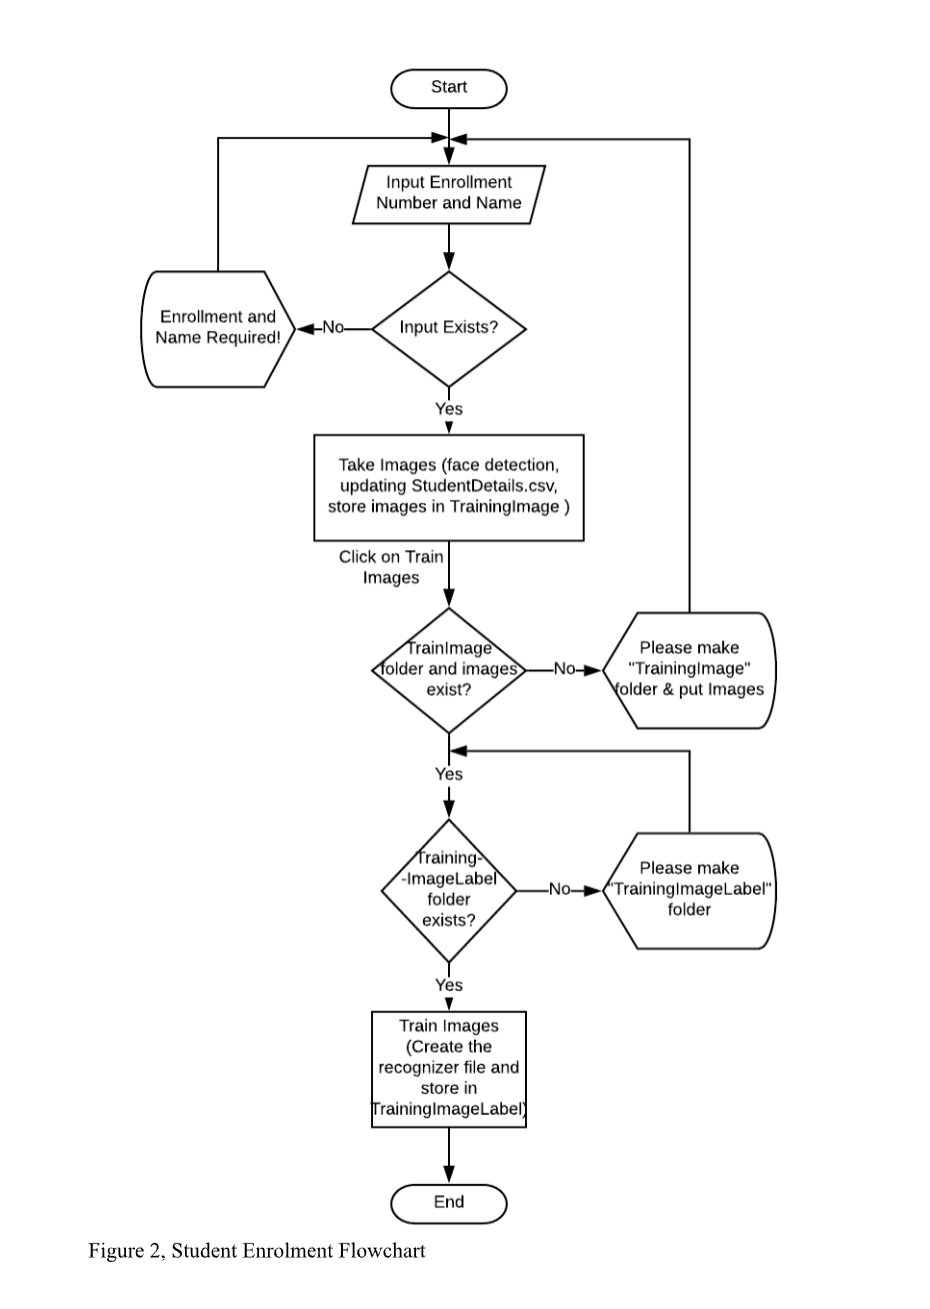 Start
Input Enrollment
Number and Name
Enrollment and
Name Required!
No
Input Exists?
Yes
Take Images (face detection,
updating StudentDetails.csv,
store images in TrainingImage )
Click on Train
Images
TrainImage
folder and images
exist?
No
Please make
"TrainingImage"
folder & put Images
Yes
Training-
-ImageLabel
folder
exists?
No
Please make
"TrainingImageLabel"
folder
Yes
Train Images
(Create the
recognizer file and
store in
TrainingImageLabel)
End
Figure 2, Student Enrolment Flowchart